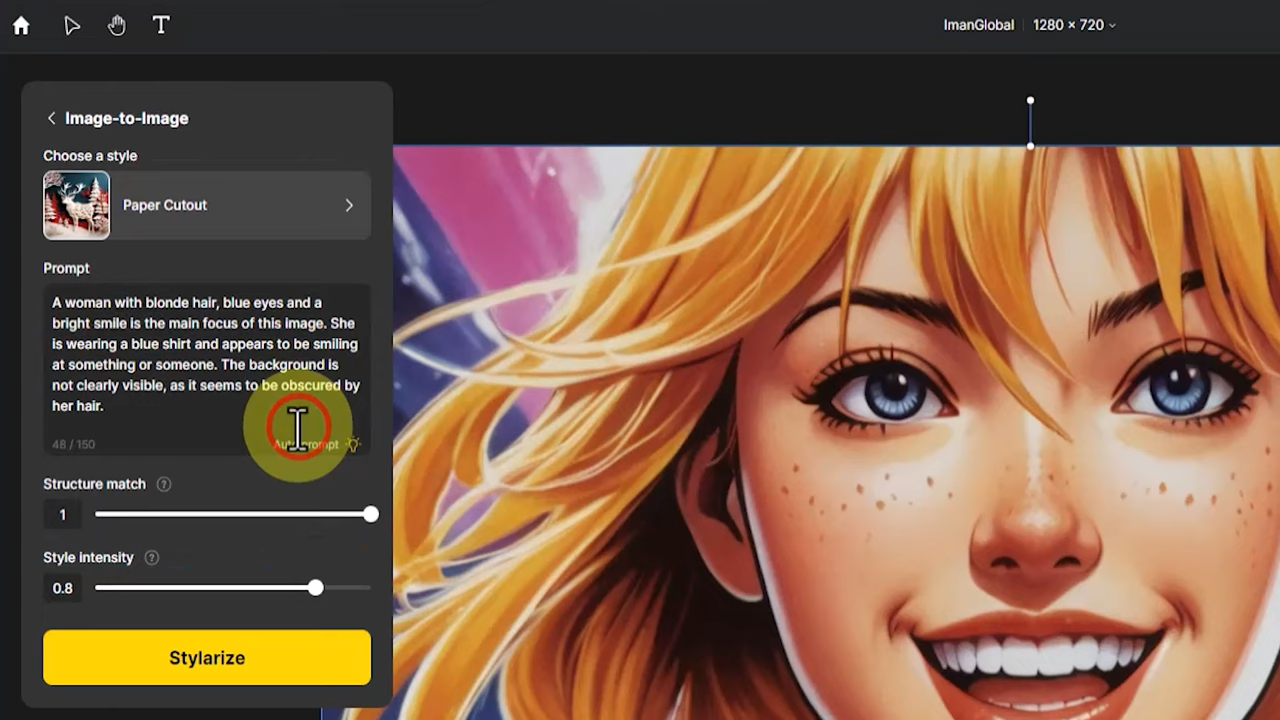 ImanGlobal 1280 × 720
Image-to-Image
Choose a style
Paper Cutout
Prompt
A woman with blonde hair, blue eyes and a
bright smile is the main focus of this image. She
is wearing a blue shirt and appears to be smiling
at something or someone. The background is
not clearly visible, as it seems to be obscured by
her hair.
48 / 150 Auto prompt
Structure match ?
1
Style intensity ?
0.8
Stylarize